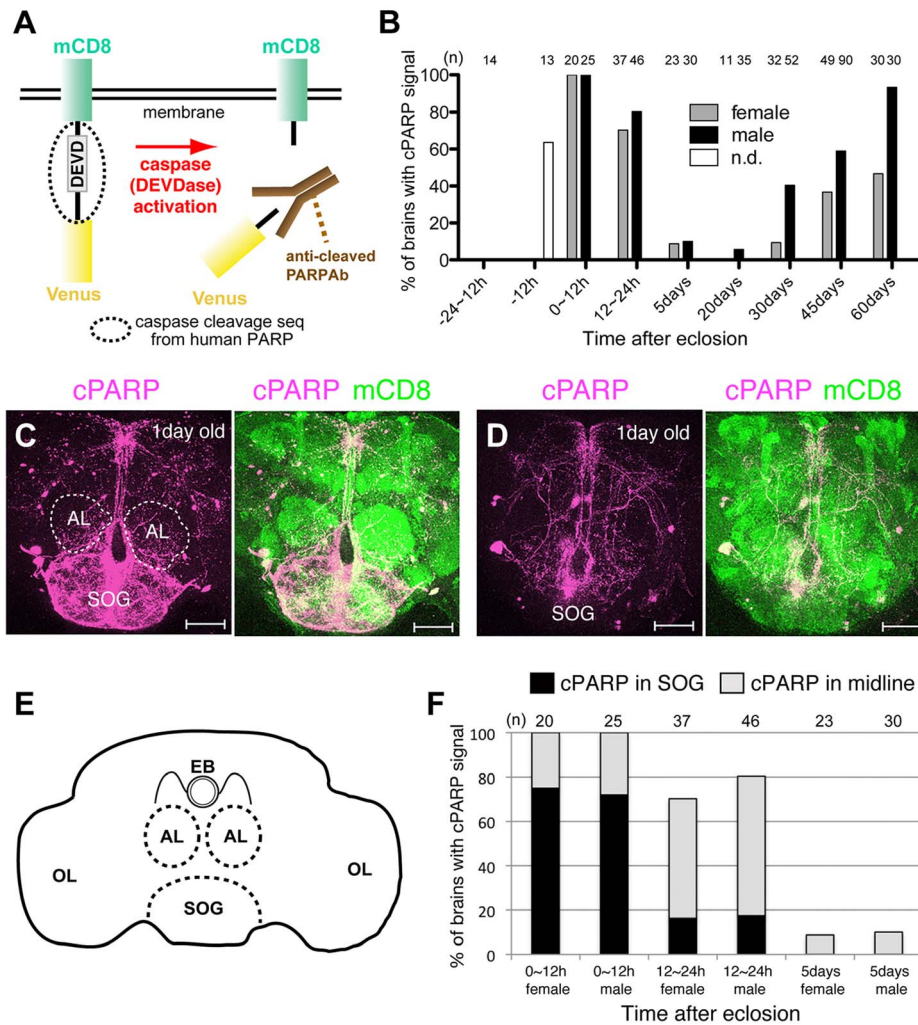 A
mCD8
mCD8
membrane
DEVD
caspase
(DEVDase)
activation
anti-cleaved
PARPAb
Venus
Venus
caspase cleavage seq
from human PARP
B
(n) 14 13 20 25 37 46 23 30 11 35 32 52 49 90 30 30
% of brains with cPARP signal
100
80
60
40
20
0
female
male
n.d.
-24~12h -12h 0~12h 12~24h 5days 20days 30days 45days 60days
Time after eclosion
cPARP
cPARP mCD8
C
1day old
AL
AL
SOG
cPARP
cPARP mCD8
D
1day old
SOG
E
EB
AL AL
OL OL
SOG
F
cPARP in SOG cPARP in midline
(n) 20 25 37 46 23 30
% of brains with cPARP signal
100
80
60
40
20
0
0~12h 0~12h 12~24h 12~24h 5days 5days
female male female male female male
Time after eclosion